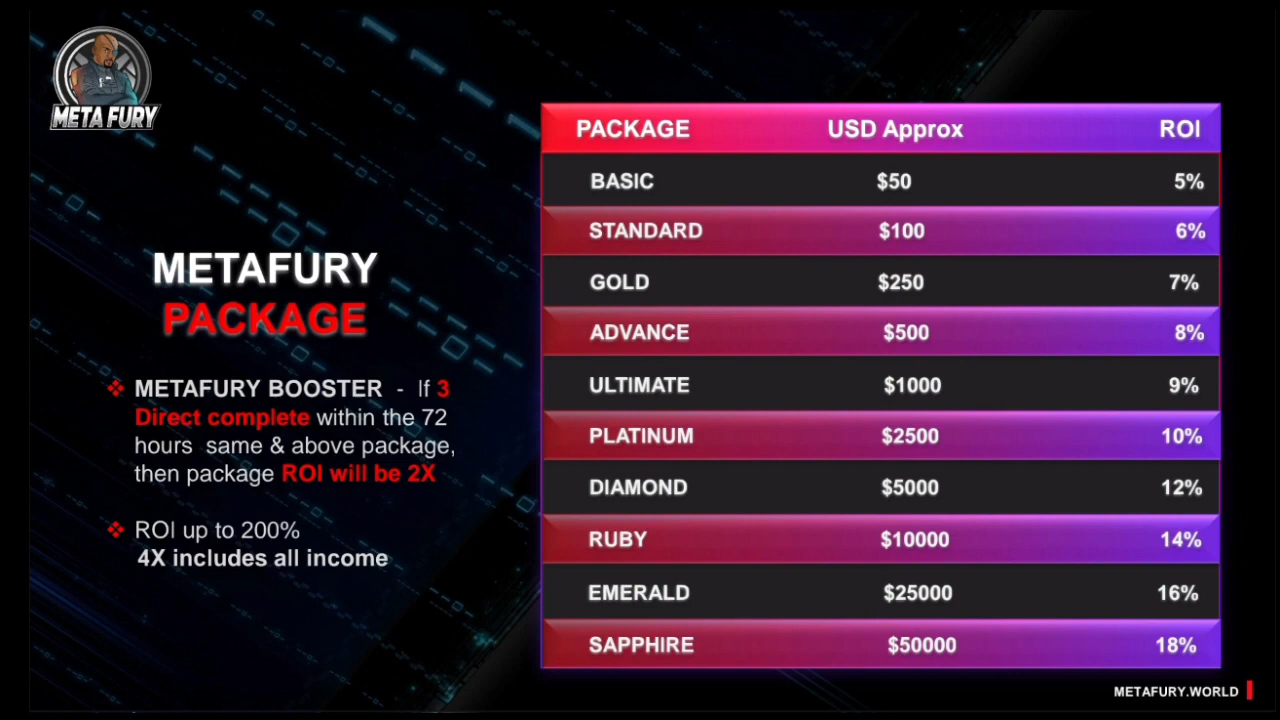 META FURY
METAFURY
PACKAGE
❖ METAFURY BOOSTER - If 3
Direct complete within the 72
hours same & above package,
then package ROI will be 2X
❖ ROI up to 200%
4X includes all income
PACKAGE USD Approx ROI
BASIC $50 5%
STANDARD $100 6%
GOLD $250 7%
ADVANCE $500 8%
ULTIMATE $1000 9%
PLATINUM $2500 10%
DIAMOND $5000 12%
RUBY $10000 14%
EMERALD $25000 16%
SAPPHIRE $50000 18%
METAFURY.WORLD